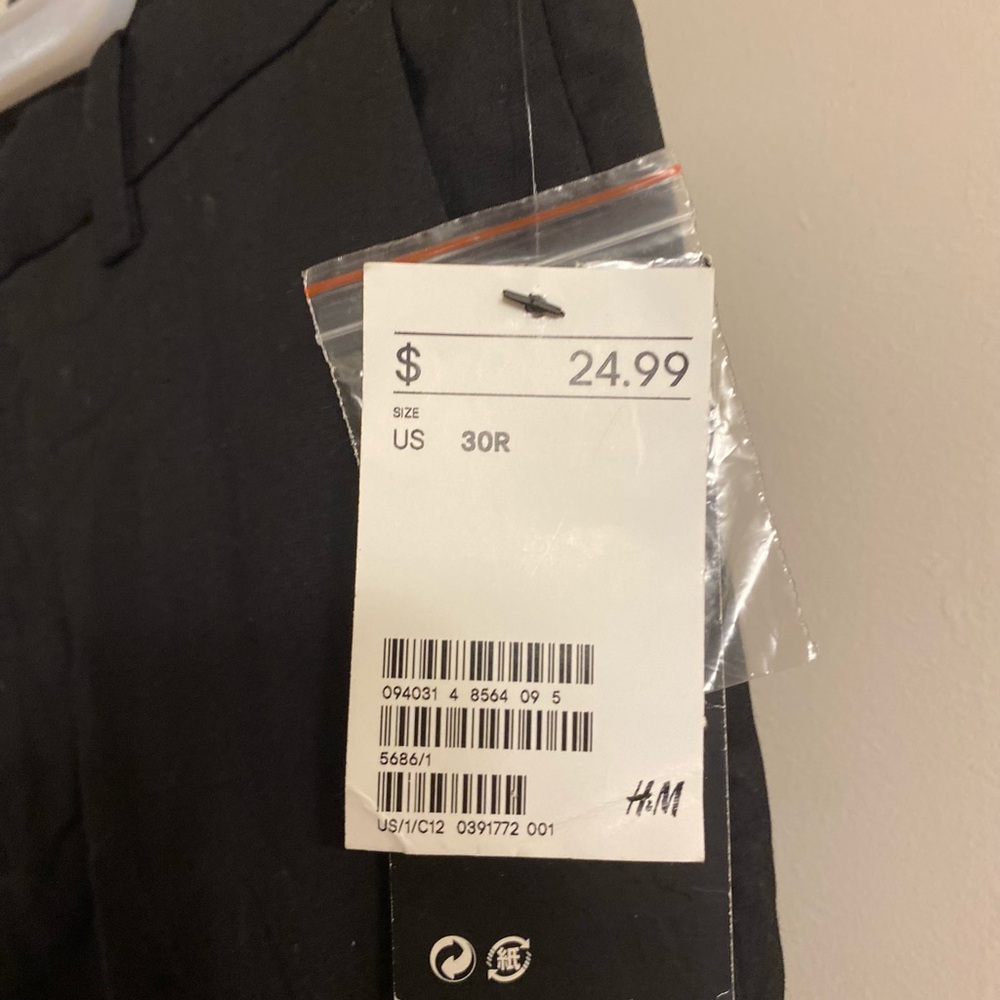 $ 24.99
SIZE
US 30R
094031 4 8564 09 5
5686/1
H&M
US/1/C12 0391772 001
紙